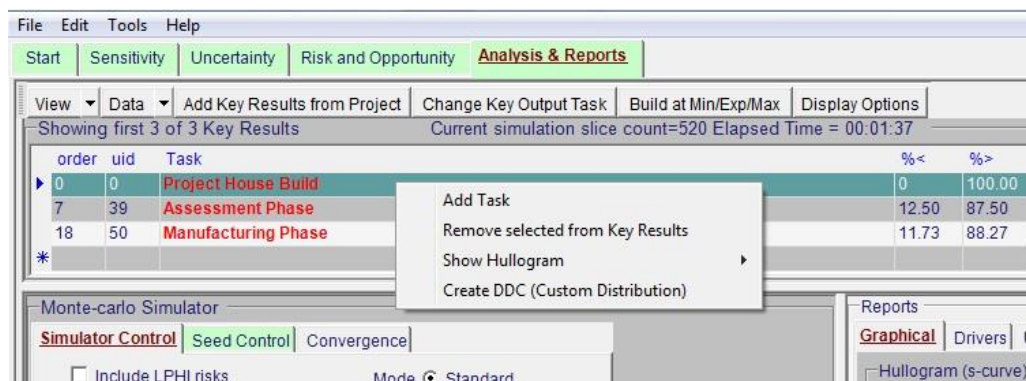 File Edit Tools Help
Start Sensitivity Uncertainty Risk and Opportunity Analysis & Reports
View Data Add Key Results from Project Change Key Output Task Build at Min/Exp/Max Display Options
Showing first 3 of 3 Key Results Current simulation slice count=520 Elapsed Time = 00:01:37
order uid Task %< %>
0 0 Project House Build 0 100.00
7 39 Assessment Phase 12.50 87.50
18 50 Manufacturing Phase 11.73 88.27
*
Add Task
Remove selected from Key Results
Show Hullogram
Create DDC (Custom Distribution)
Monte-carlo Simulator Reports
Simulator Control Seed Control Convergence Graphical Drivers
Hullogram (s-curve)
Include LPHI risks Mode Standard